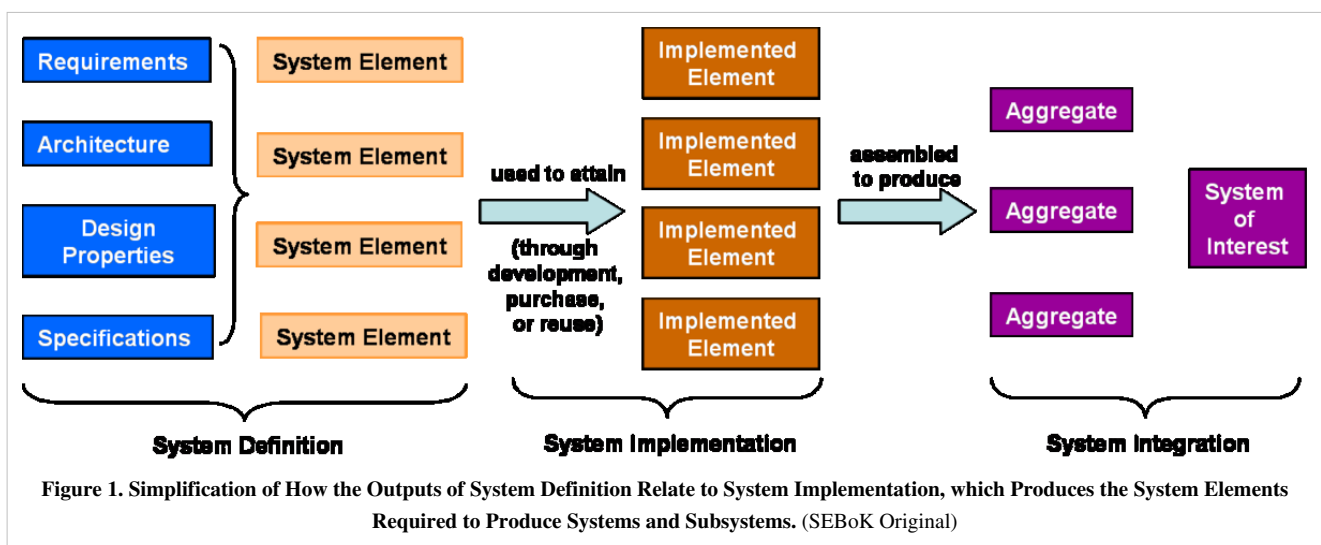 Requirements
Architecture
Design
Properties
Specifications
System Element
System Element
System Element
System Element
used to attain
(through
development,
purchase,
or reuse)
Implemented
Element
Implemented
Element
Implemented
Element
Implemented
Element
assembled
to produce
Aggregate
Aggregate
Aggregate
System
of
Interest
System Definition
System Implementation
System Integration
Figure 1. Simplification of How the Outputs of System Definition Relate to System Implementation, which Produces the System Elements
Required to Produce Systems and Subsystems. (SEBoK Original)